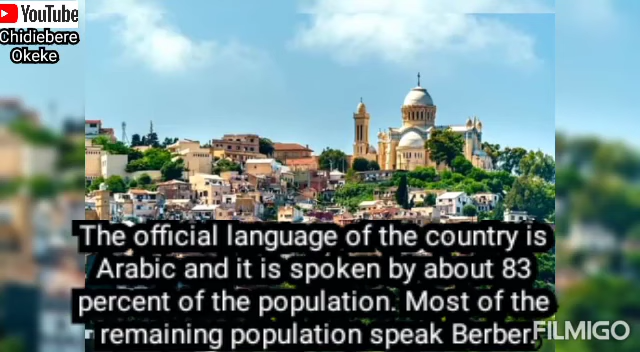 YouTube
Chidiebere
Okeke
The official language of the country is
Arabic and it is spoken by about 83
percent of the population. Most of the
remaining population speak Berber.
FILMIGO